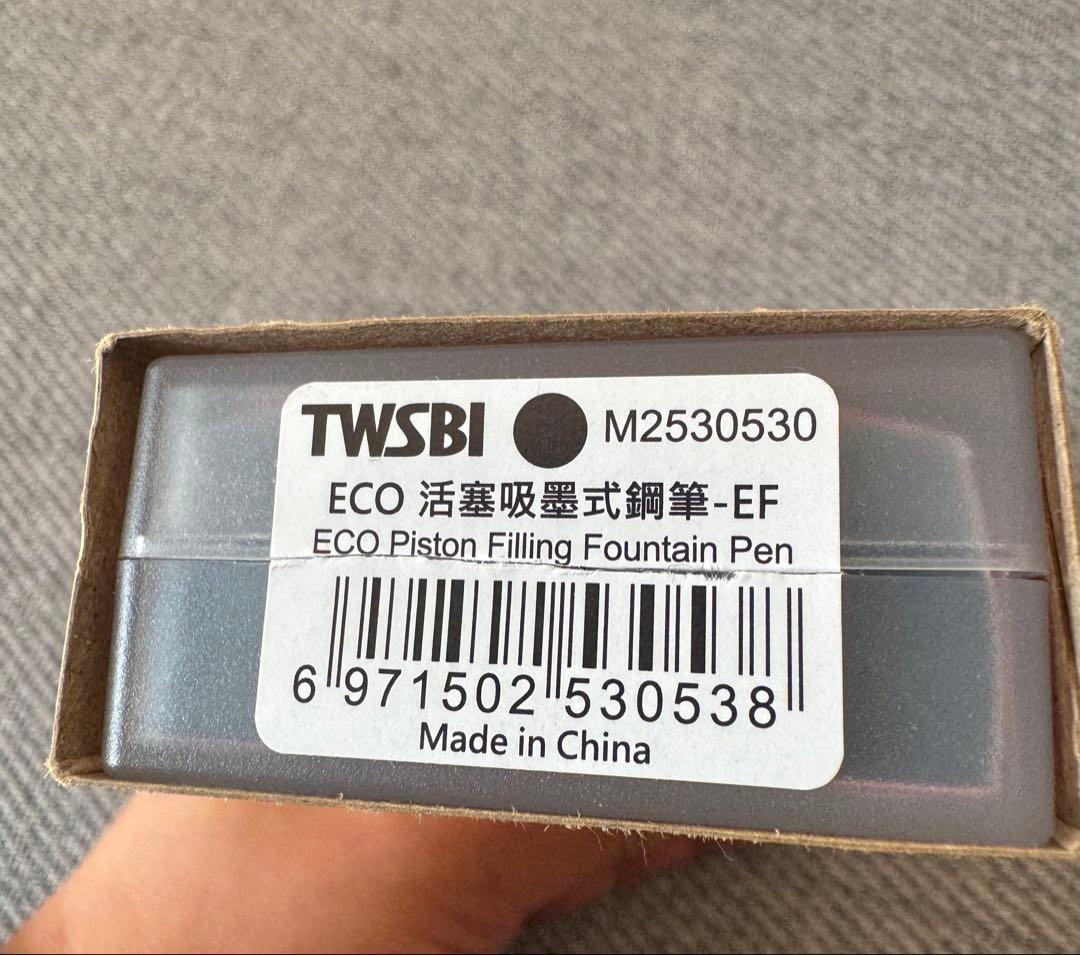 TWSBI M2530530
ECO 活塞吸墨式鋼筆-EF
ECO Piston Filling Fountain Pen
6 971502 530538
Made in China